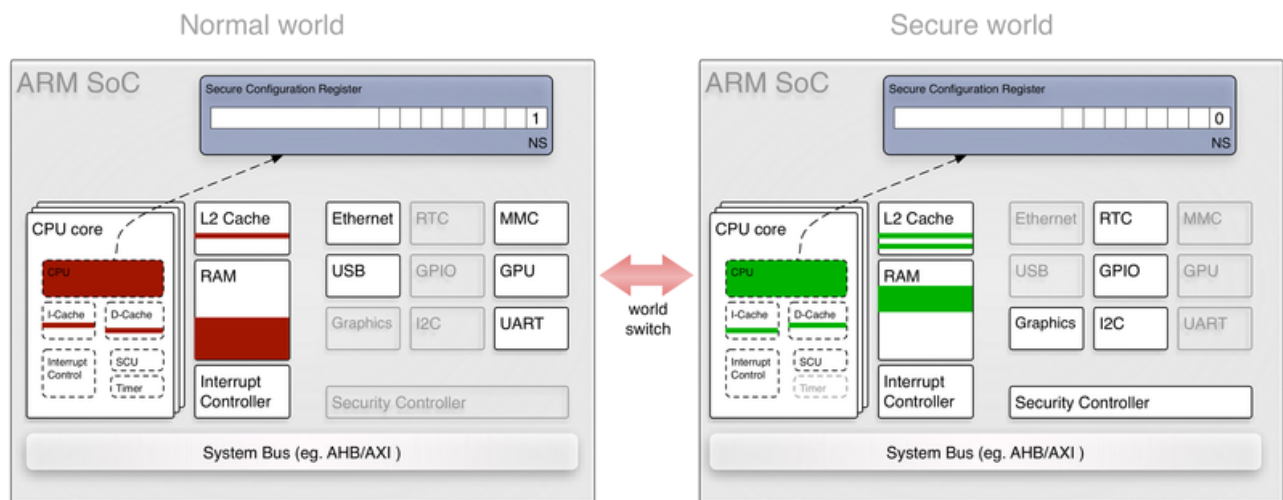 Normal world
ARM SoC
Secure Configuration Register
1
NS
CPU core
CPU
I-Cache
D-Cache
Interrupt
Control
SCU
Timer
L2 Cache
RAM
Interrupt
Controller
Ethernet
RTC
MMC
USB
GPIO
GPU
Graphics
I2C
UART
Security Controller
System Bus (eg. AHB/AXI )
world
switch
Secure world
ARM SoC
Secure Configuration Register
0
NS
CPU core
CPU
I-Cache
D-Cache
Interrupt
Control
SCU
Timer
L2 Cache
RAM
Interrupt
Controller
Ethernet
RTC
MMC
USB
GPIO
GPU
Graphics
I2C
UART
Security Controller
System Bus (eg. AHB/AXI )